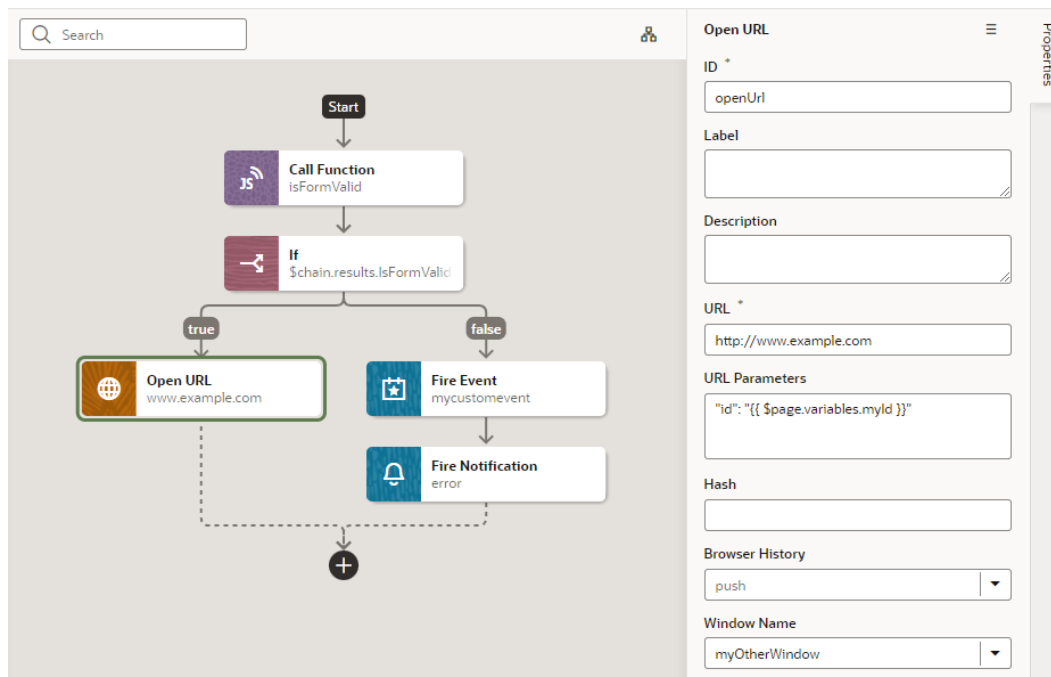 Search
Start
Call Function
isFormValid
If
$chain.results.IsFormValid
true
false
Open URL
www.example.com
Fire Event
mycustomevent
Fire Notification
error
Open URL
ID *
openUrl
Label
Description
URL *
http://www.example.com
URL Parameters
"id": "{{ $page.variables.myId }}"
Hash
Browser History
push
Window Name
myOtherWindow
Properties